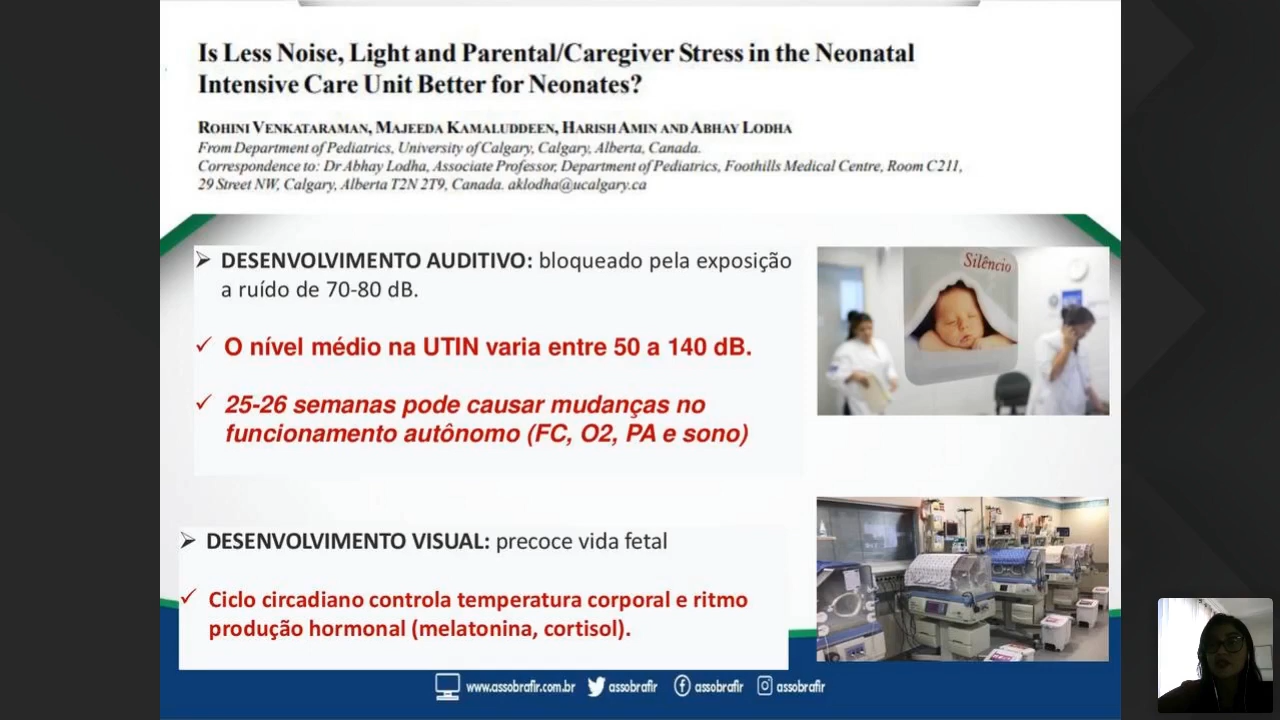 Is Less Noise, Light and Parental/Caregiver Stress in the Neonatal
Intensive Care Unit Better for Neonates?
ROHINI VENKATARAMAN, MAJEEDA KAMALUDDEEN, HARISH AMIN AND ABHAY LODHA
From Department of Pediatrics, University of Calgary, Calgary, Alberta, Canada.
Correspondence to: Dr Abhay Lodha, Associate Professor, Department of Pediatrics, Foothills Medical Centre, Room C211,
29 Street NW, Calgary, Alberta T2N 2T9, Canada. aklodha@ucalgary.ca
➢ DESENVOLVIMENTO AUDITIVO: bloqueado pela exposição
a ruído de 70-80 dB.
✓ O nível médio na UTIN varia entre 50 a 140 dB.
✓ 25-26 semanas pode causar mudanças no
funcionamento autônomo (FC, O2, PA e sono)
Silêncio
➢ DESENVOLVIMENTO VISUAL: precoce vida fetal
✓ Ciclo circadiano controla temperatura corporal e ritmo
produção hormonal (melatonina, cortisol).
www.assobrafir.com.br assobrafir assobrafir assobrafir